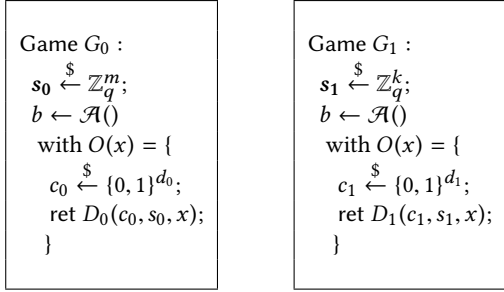 Game G₀ :
s₀ ←$ ℤ_q^m;
b ← 𝒜()
with O(x) = {
c₀ ←$ {0, 1}^{d₀};
ret D₀(c₀, s₀, x);
}
Game G₁ :
s₁ ←$ ℤ_q^k;
b ← 𝒜()
with O(x) = {
c₁ ←$ {0, 1}^{d₁};
ret D₁(c₁, s₁, x);
}